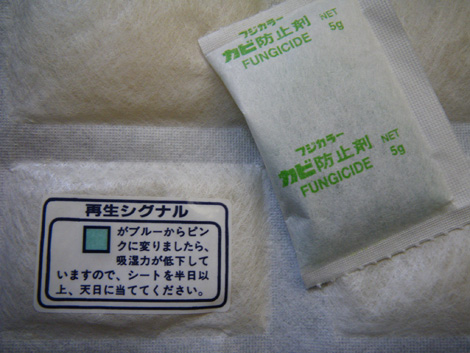 フジカラー
カビ防止剤 NET
FUNGICIDE 5g
フジカラー
カビ防止剤 NET
FUNGICIDE 5g
再生シグナル
がブルーからピン
クに変りましたら、
吸湿力が低下して
いますので、シートを半日以
上、天日に当ててください。